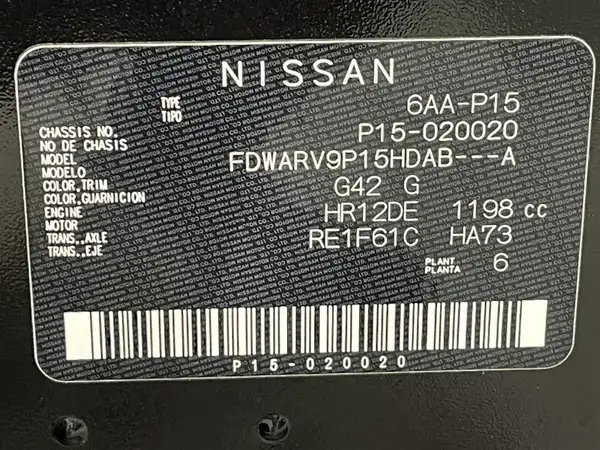 NISSAN
TYPE
TIPO
6AA-P15
CHASSIS NO.
NO DE CHASIS
P15-020020
MODEL
MODELO
FDWARV9P15HDAB---A
COLOR,TRIM
COLOR,GUARNICION
G42 G
ENGINE
MOTOR
HR12DE 1198 cc
TRANS.,AXLE
TRANS.,EJE
RE1F61C HA73
PLANT
PLANTA
6
P15-020020